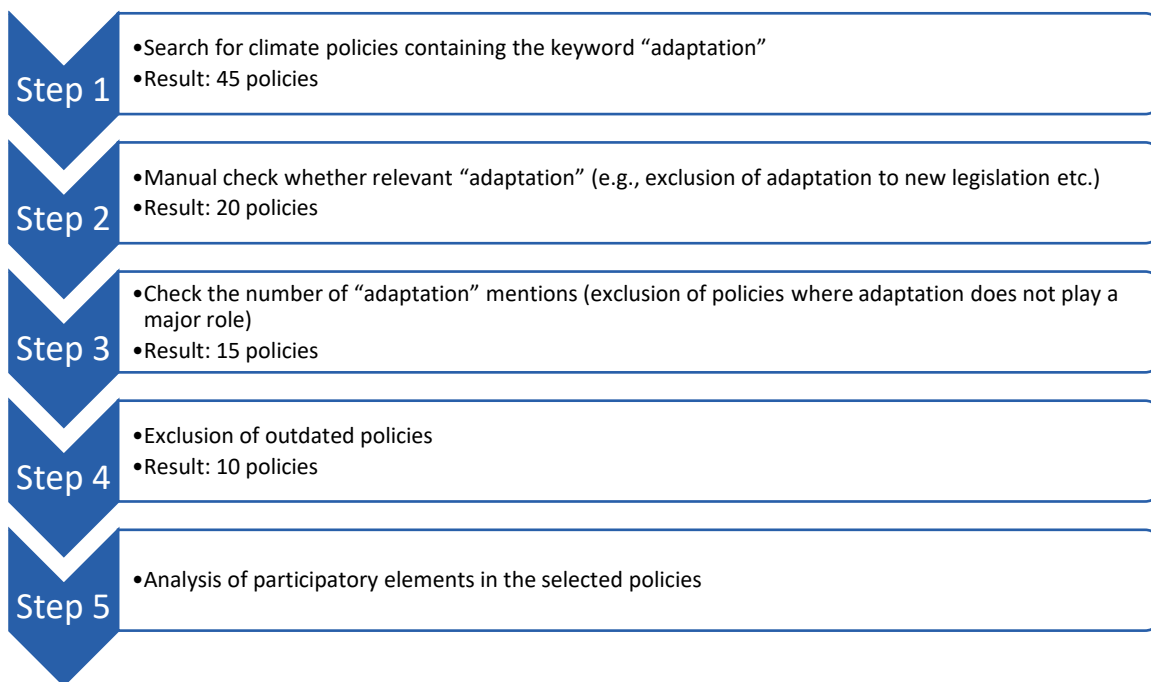 Step 1
•Search for climate policies containing the keyword “adaptation”
•Result: 45 policies
Step 2
•Manual check whether relevant “adaptation” (e.g., exclusion of adaptation to new legislation etc.)
•Result: 20 policies
Step 3
•Check the number of “adaptation” mentions (exclusion of policies where adaptation does not play a
major role)
•Result: 15 policies
Step 4
•Exclusion of outdated policies
•Result: 10 policies
Step 5
•Analysis of participatory elements in the selected policies